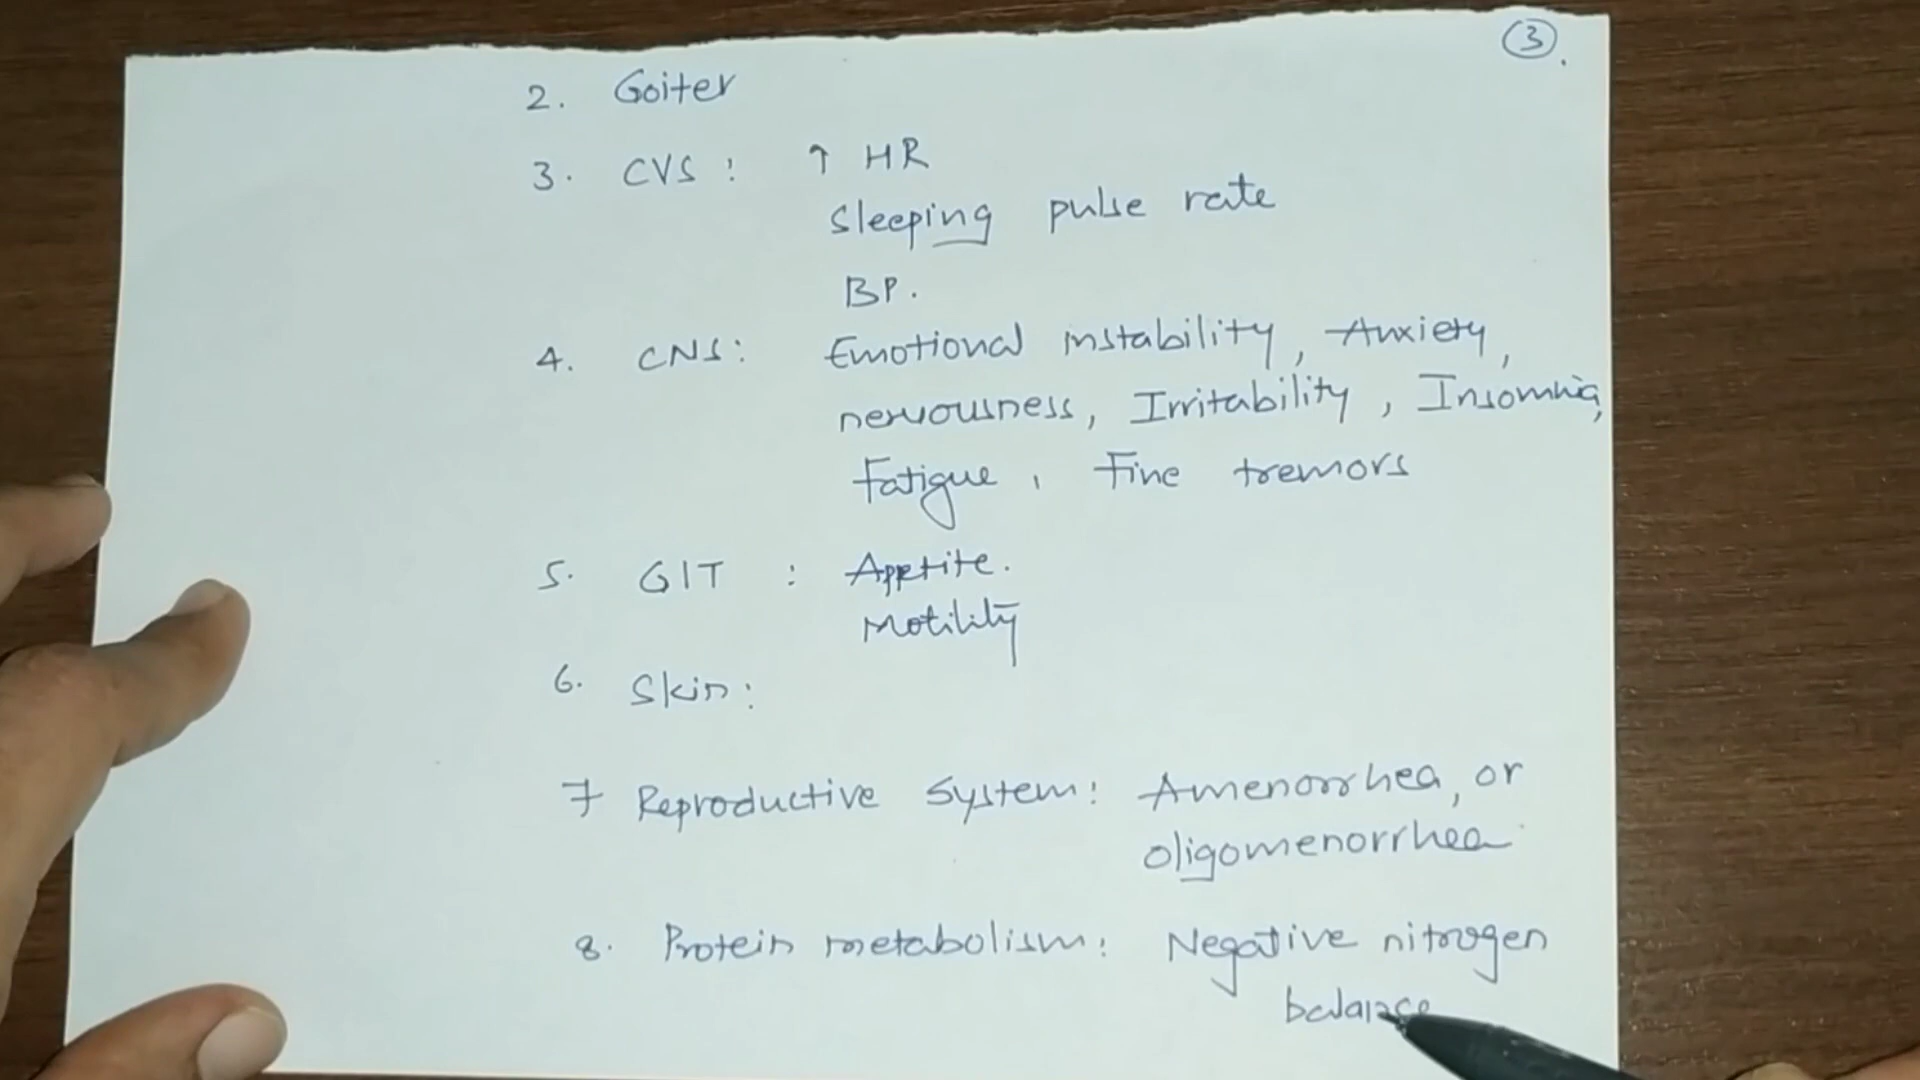 3.
2. Goiter
3. CVS: ↑ HR
Sleeping pulse rate
BP.
4. CNS: Emotional instability, Anxiety,
nervousness, Irritability, Insomnia,
Fatigue, Fine tremors
5. GIT : Appetite.
Motility
6. Skin:
7 Reproductive System: Amenorrhea, or
oligomenorrhea
8. Protein metabolism: Negative nitrogen
balance